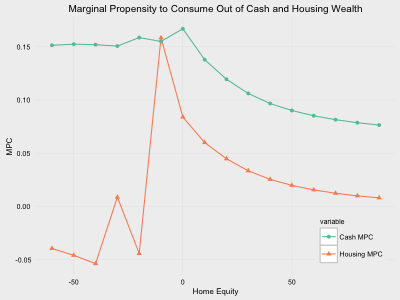 Marginal Propensity to Consume Out of Cash and Housing Wealth
0.15
0.10
0.05
0.00
-0.05
MPC
-50
0
50
Home Equity
variable
Cash MPC
Housing MPC